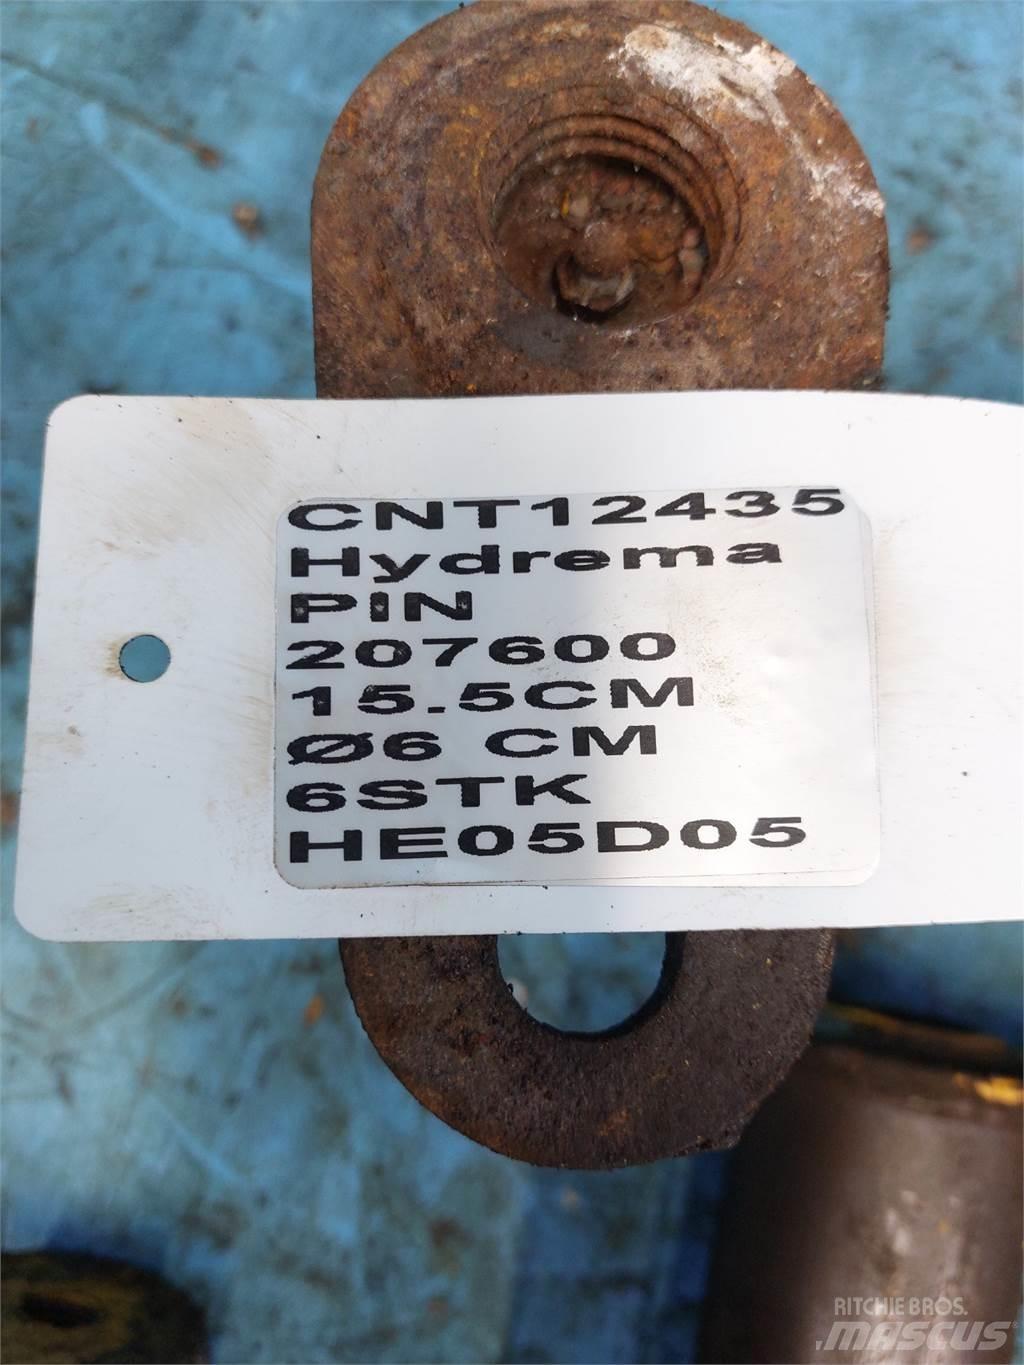 CNT12435
Hydrema
PIN
207600
15.5CM
Ø6 CM
6STK
HE05D05
RITCHIE BROS.
MASCUS